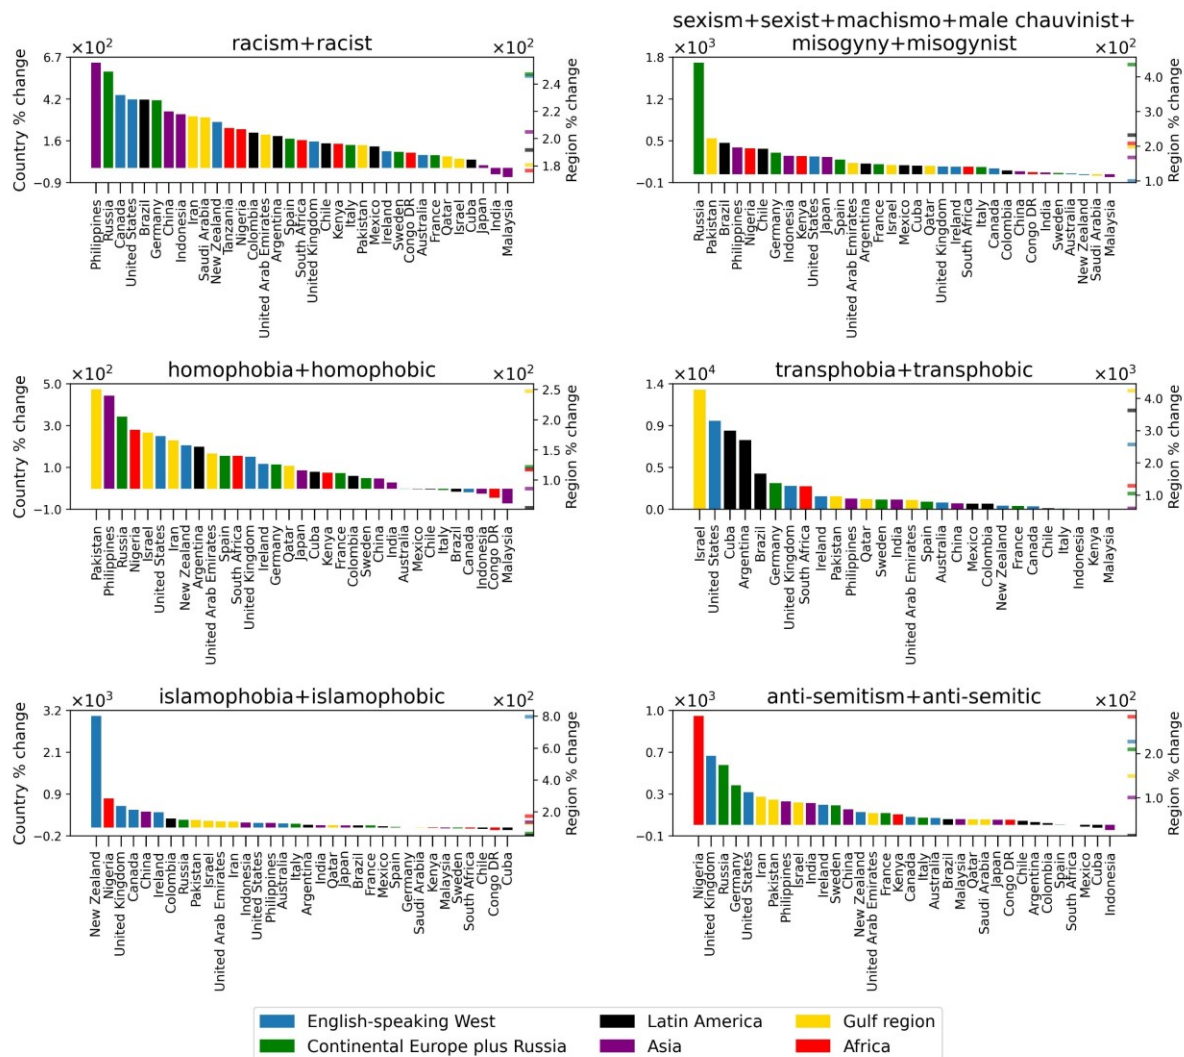 racism+racist
×10²
×10²
Country % change
6.7
4.2
1.6
−0.9
2.4
2.2
2.0
1.8
Region % change
Philippines
Russia
Canada
United States
Brazil
Germany
China
Indonesia
Iran
Saudi Arabia
New Zealand
Tanzania
Nigeria
Colombia
United Arab Emirates
Argentina
Spain
South Africa
United Kingdom
Chile
Kenya
Italy
Pakistan
Mexico
Ireland
Sweden
Congo DR
Australia
France
Qatar
Israel
Cuba
Japan
India
Malaysia
sexism+sexist+machismo+male chauvinist+
misogyny+misogynist
×10³
×10²
1.8
1.2
0.5
−0.1
4.0
3.0
2.0
1.0
Region % change
Russia
Pakistan
Brazil
Philippines
Nigeria
Chile
Germany
Indonesia
Kenya
United States
Japan
Spain
United Arab Emirates
Argentina
France
Israel
Mexico
Cuba
Qatar
United Kingdom
Ireland
South Africa
Italy
Canada
Colombia
China
Congo DR
India
Sweden
Australia
New Zealand
Saudi Arabia
Malaysia
homophobia+homophobic
×10²
×10²
Country % change
5.0
3.0
1.0
−1.0
2.5
2.0
1.5
1.0
Region % change
Pakistan
Philippines
Russia
Nigeria
Israel
United States
Iran
New Zealand
Argentina
United Arab Emirates
Spain
South Africa
United Kingdom
Ireland
Germany
Qatar
Japan
Cuba
Kenya
France
Colombia
Sweden
China
India
Australia
Mexico
Chile
Italy
Brazil
Canada
Indonesia
Congo DR
Malaysia
transphobia+transphobic
×10⁴
×10³
1.4
0.9
0.5
0.0
4.0
3.0
2.0
1.0
Region % change
Israel
United States
Cuba
Argentina
Brazil
Germany
United Kingdom
South Africa
Ireland
Pakistan
Philippines
Qatar
Sweden
India
United Arab Emirates
Spain
Australia
China
Mexico
Colombia
New Zealand
France
Canada
Chile
Italy
Indonesia
Kenya
Malaysia
islamophobia+islamophobic
×10³
×10²
Country % change
3.2
2.1
0.9
−0.2
8.0
6.0
4.0
2.0
Region % change
New Zealand
Nigeria
United Kingdom
Canada
China
Ireland
Colombia
Russia
Pakistan
Israel
United Arab Emirates
Iran
Indonesia
United States
Philippines
Australia
Italy
Argentina
India
Qatar
Japan
Brazil
France
Mexico
Spain
Germany
Saudi Arabia
Kenya
Malaysia
Sweden
South Africa
Chile
Congo DR
Cuba
anti-semitism+anti-semitic
×10³
×10²
1.0
0.7
0.3
−0.1
2.0
1.0
Region % change
Nigeria
United Kingdom
Russia
Germany
United States
Iran
Pakistan
Philippines
Israel
India
Ireland
Sweden
China
New Zealand
United Arab Emirates
France
Kenya
Canada
Italy
Australia
Brazil
Malaysia
Qatar
Saudi Arabia
Japan
Congo DR
Chile
Argentina
Colombia
Spain
South Africa
Mexico
Cuba
Indonesia
English-speaking West
Latin America
Gulf region
Continental Europe plus Russia
Asia
Africa